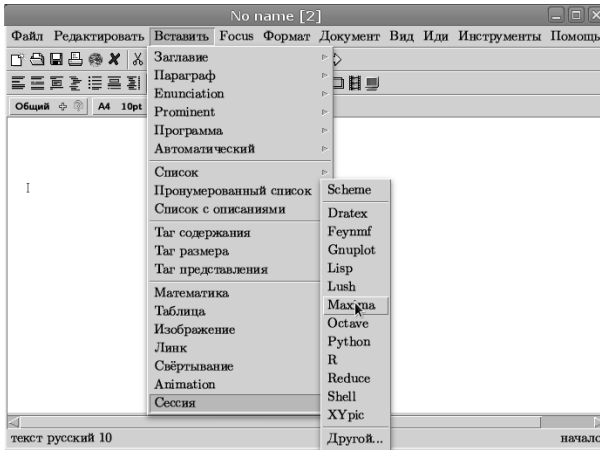 No name [2]
Файл Редактировать Вставить Focus Формат Документ Вид Иди Инструменты Помощь
Заглавие
Параграф
Enunciation
Общий A4 10pt
Prominent
Программа
Автоматический
Список
Пронумерованный список
Список с описаниями
Таг содержания
Таг размера
Таг представления
Математика
Таблица
Изображение
Линк
Свёртывание
Animation
Сессия
Scheme
Dratex
Feynmf
Gnuplot
Lisp
Lush
Maxima
Octave
Python
R
Reduce
Shell
XYpic
Другой...
текст русский 10 начало